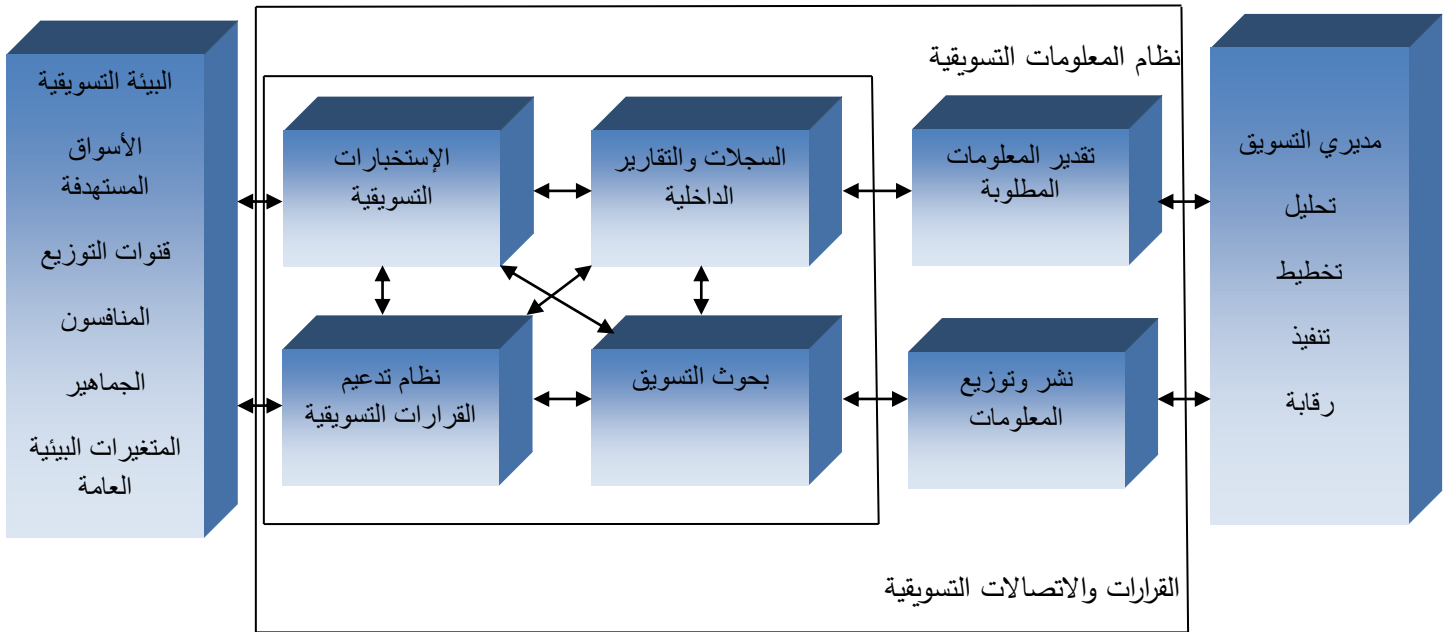 نظام المعلومات التسويقية
مديري التسويق
تحليل
تخطيط
تنفيذ
رقابة
تقدير المعلومات
المطلوبة
السجلات والتقارير
الداخلية
الإستخبارات
التسويقية
نشر وتوزيع
المعلومات
بحوث التسويق
نظام تدعيم
القرارات التسويقية
البيئة التسويقية
الأسواق
المستهدفة
قنوات التوزيع
المنافسون
الجماهير
المتغيرات البيئية
العامة
القرارات والاتصالات التسويقية